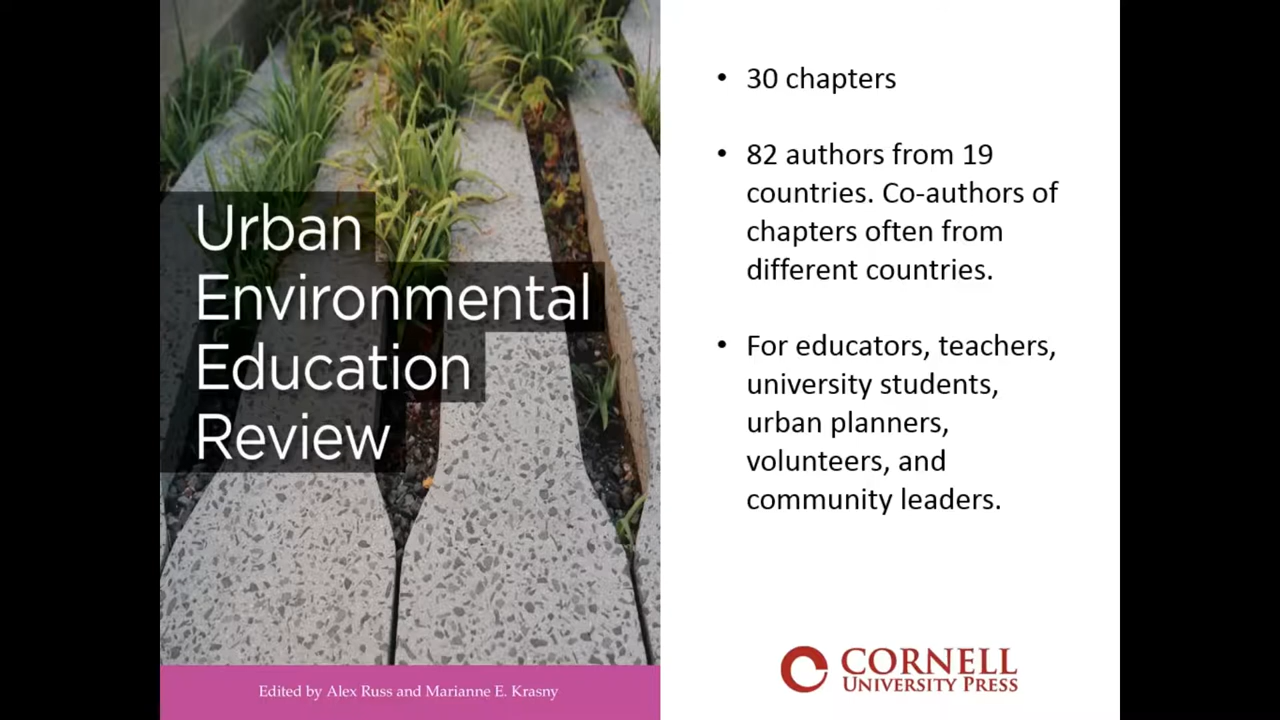 Urban
Environmental
Education
Review
Edited by Alex Russ and Marianne E. Krasny
• 30 chapters
• 82 authors from 19
countries. Co-authors of
chapters often from
different countries.
• For educators, teachers,
university students,
urban planners,
volunteers, and
community leaders.
CORNELL
UNIVERSITY PRESS